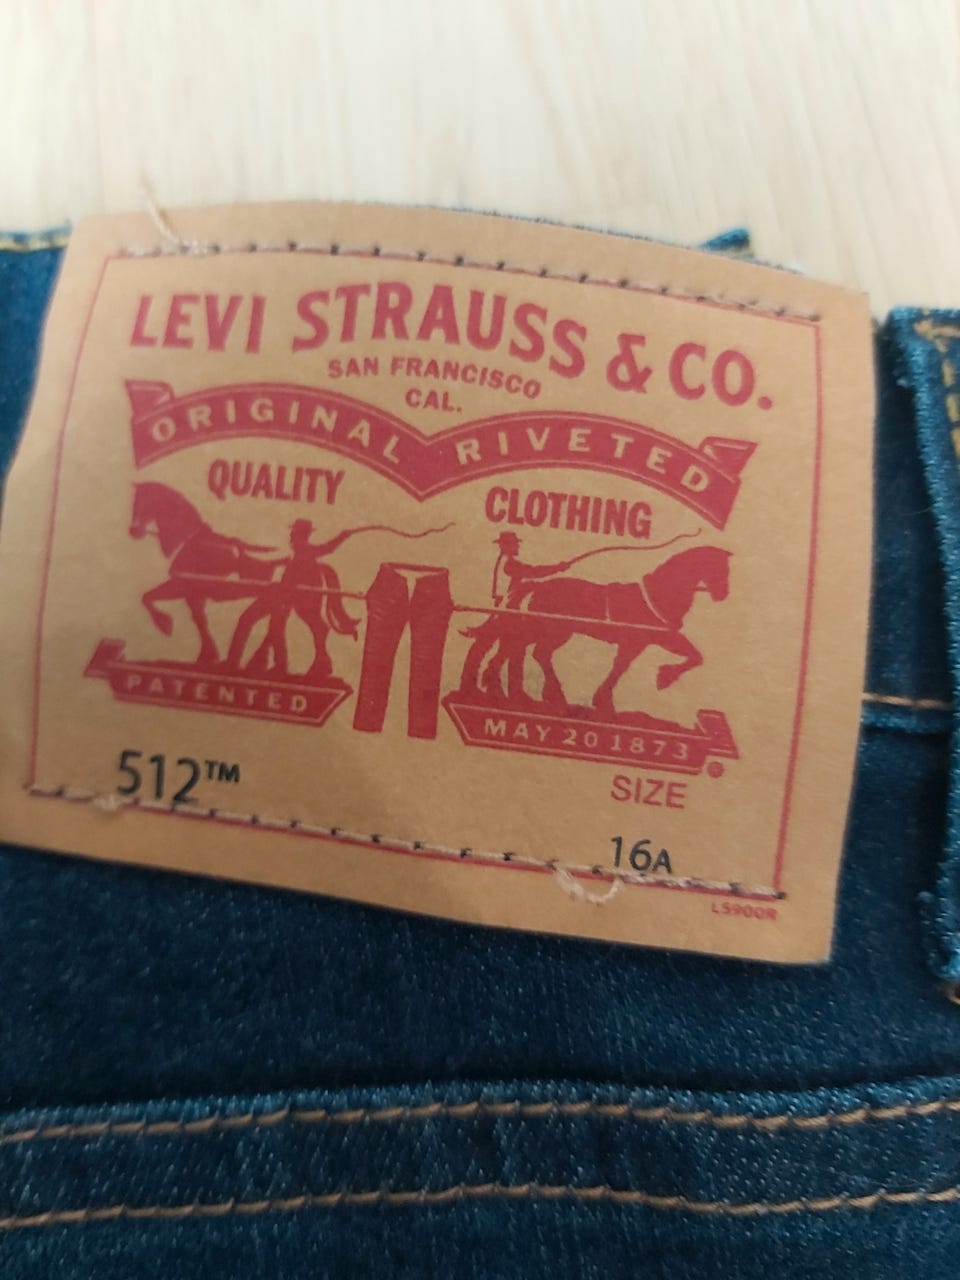 LEVI STRAUSS & CO.
SAN FRANCISCO
CAL.
ORIGINAL RIVETED
QUALITY CLOTHING
PATENTED
MAY 20 1873
512™
SIZE
16A
LS900R